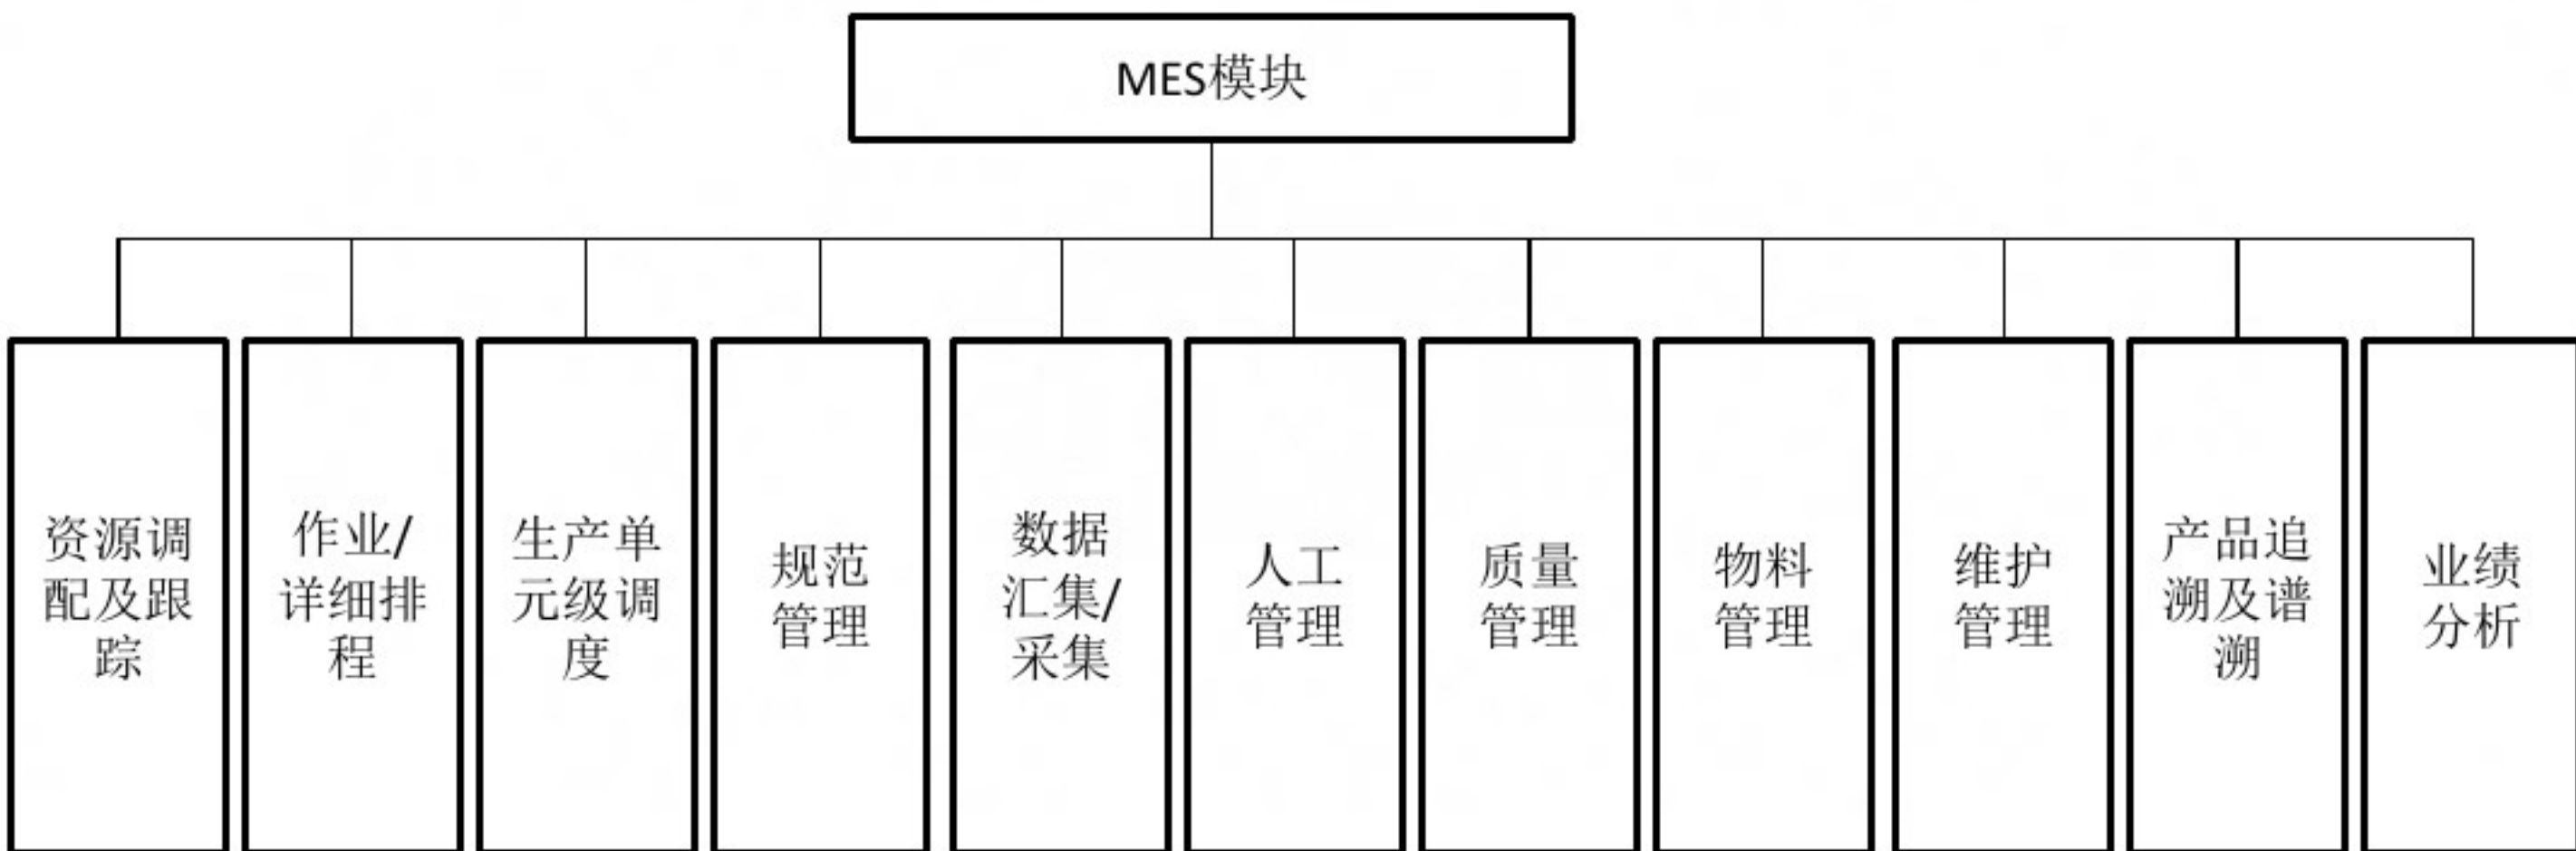 MES模块
资源调
配及跟
踪
作业/
详细排
程
生产单
元级调
度
规范
管理
数据
汇集/
采集
人工
管理
质量
管理
物料
管理
维护
管理
产品追
溯及谱
溯
业绩
分析